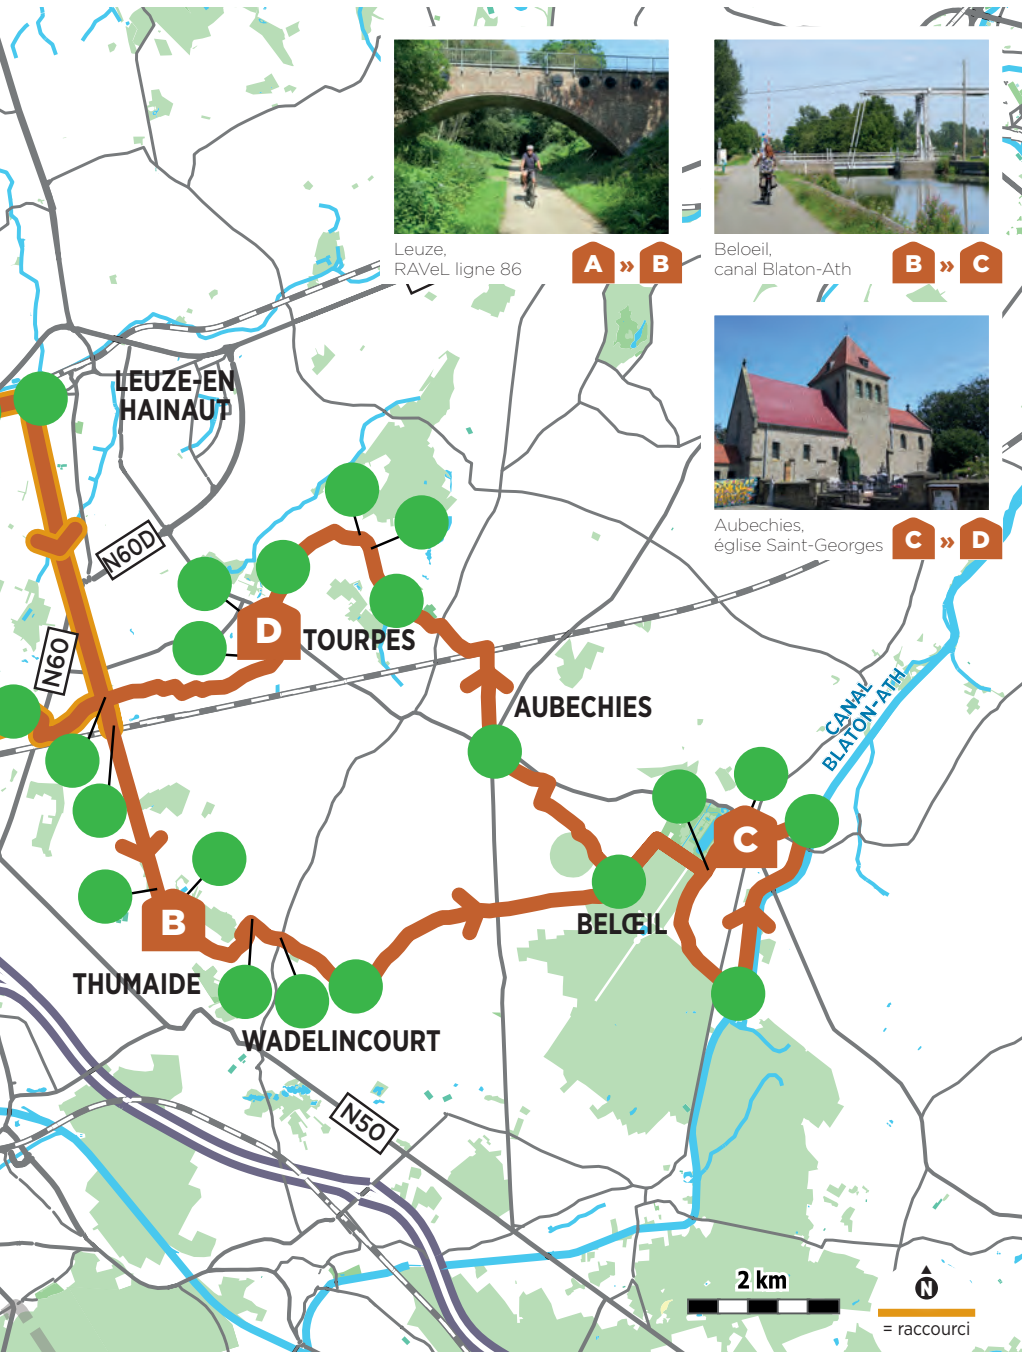 Leuze,
RAVeL ligne 86
A » B
Beloeil,
canal Blaton-Ath
B » C
Aubechies,
église Saint-Georges
C » D
LEUZE-EN
HAINAUT
N60D
N60
D
TOURPES
AUBECHIES
CANAL
BLATON-ATH
C
BELŒIL
B
THUMAIDE
WADELINCOURT
N50
2 km
N
= raccourci